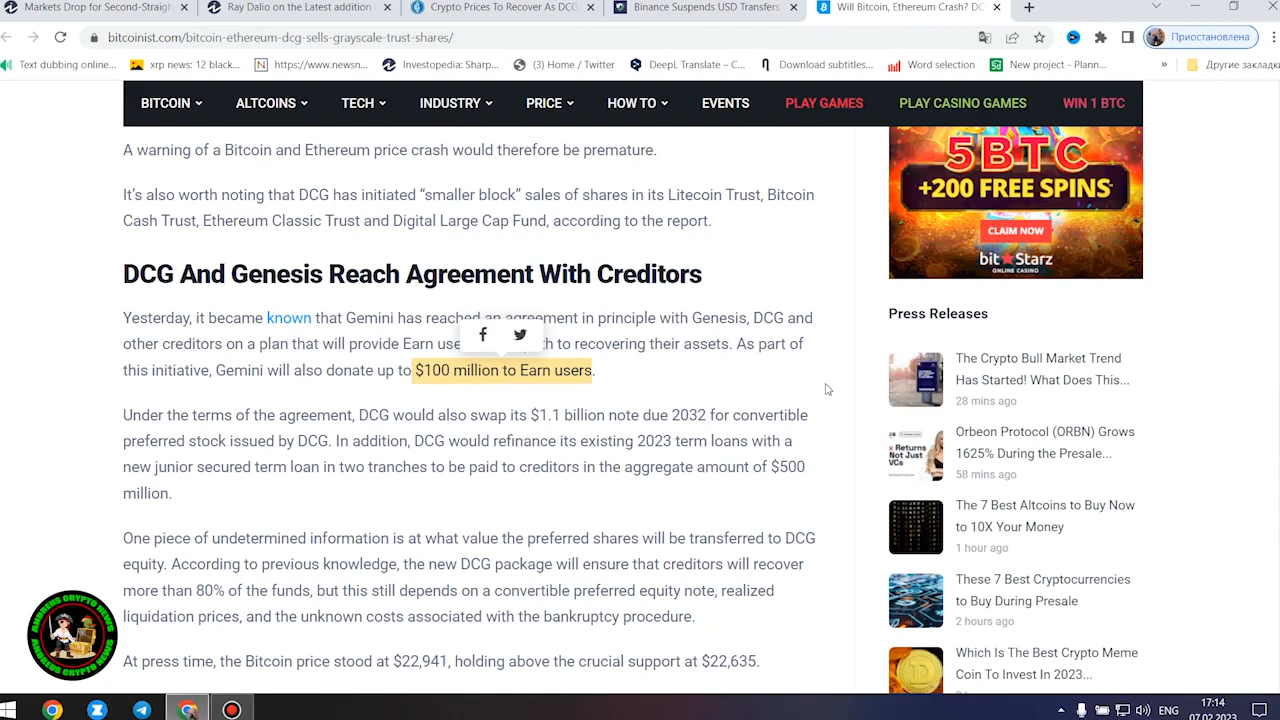 Markets Drop for Second-Straigh
Ray Dalio on the Latest addition
Crypto Prices To Recover As DCG
Binance Suspends USD Transfers
Will Bitcoin, Ethereum Crash? DC
bitcoinist.com/bitcoin-ethereum-dcg-sells-grayscale-trust-shares/
Приостановлена
Text dubbing online...
xrp news: 12 black...
https://www.newsn...
Investopedia: Sharp...
(3) Home / Twitter
DeepL Translate – C...
Download subtitles...
Word selection
New project - Plann...
»
Другие закладки
BITCOIN
ALTCOINS
TECH
INDUSTRY
PRICE
HOW TO
EVENTS
PLAY GAMES
PLAY CASINO GAMES
WIN 1 BTC
A warning of a Bitcoin and Ethereum price crash would therefore be premature.
It's also worth noting that DCG has initiated “smaller block” sales of shares in its Litecoin Trust, Bitcoin
Cash Trust, Ethereum Classic Trust and Digital Large Cap Fund, according to the report.
DCG And Genesis Reach Agreement With Creditors
Yesterday, it became known that Gemini has reached an agreement in principle with Genesis, DCG and
other creditors on a plan that will provide Earn to recovering their assets. As part of
this initiative, Gemini will also donate up to $100 million to Earn users.
Under the terms of the agreement, DCG would also swap its $1.1 billion note due 2032 for convertible
preferred stock issued by DCG. In addition, DCG would refinance its existing 2023 term loans with a
new junior secured term loan in two tranches to be paid to creditors in the aggregate amount of $500
million.
One piece of indetermined information is at what value the preferred shares will be transferred to DCG
equity. According to previous knowledge, the new DCG package will ensure that creditors will recover
more than 80% of the funds, but this still depends on a convertible preferred equity note, realized
liquidation prices, and the unknown costs associated with the bankruptcy procedure.
At press time, the Bitcoin price stood at $22,941, holding above the crucial support at $22,635.
5BTC
+200 FREE SPINS
CLAIM NOW
bitStarz
ONLINE CASINO
Press Releases
The Crypto Bull Market Trend
Has Started! What Does This...
28 mins ago
Orbeon Protocol (ORBN) Grows
1625% During the Presale...
58 mins ago
The 7 Best Altcoins to Buy Now
to 10X Your Money
1 hour ago
These 7 Best Cryptocurrencies
to Buy During Presale
2 hours ago
Which Is The Best Crypto Meme
Coin To Invest In 2023...
ANDREUS CRYPTO NEWS
ANDREUS CRYPTO NEWS
ENG
17:14
07.02.2023